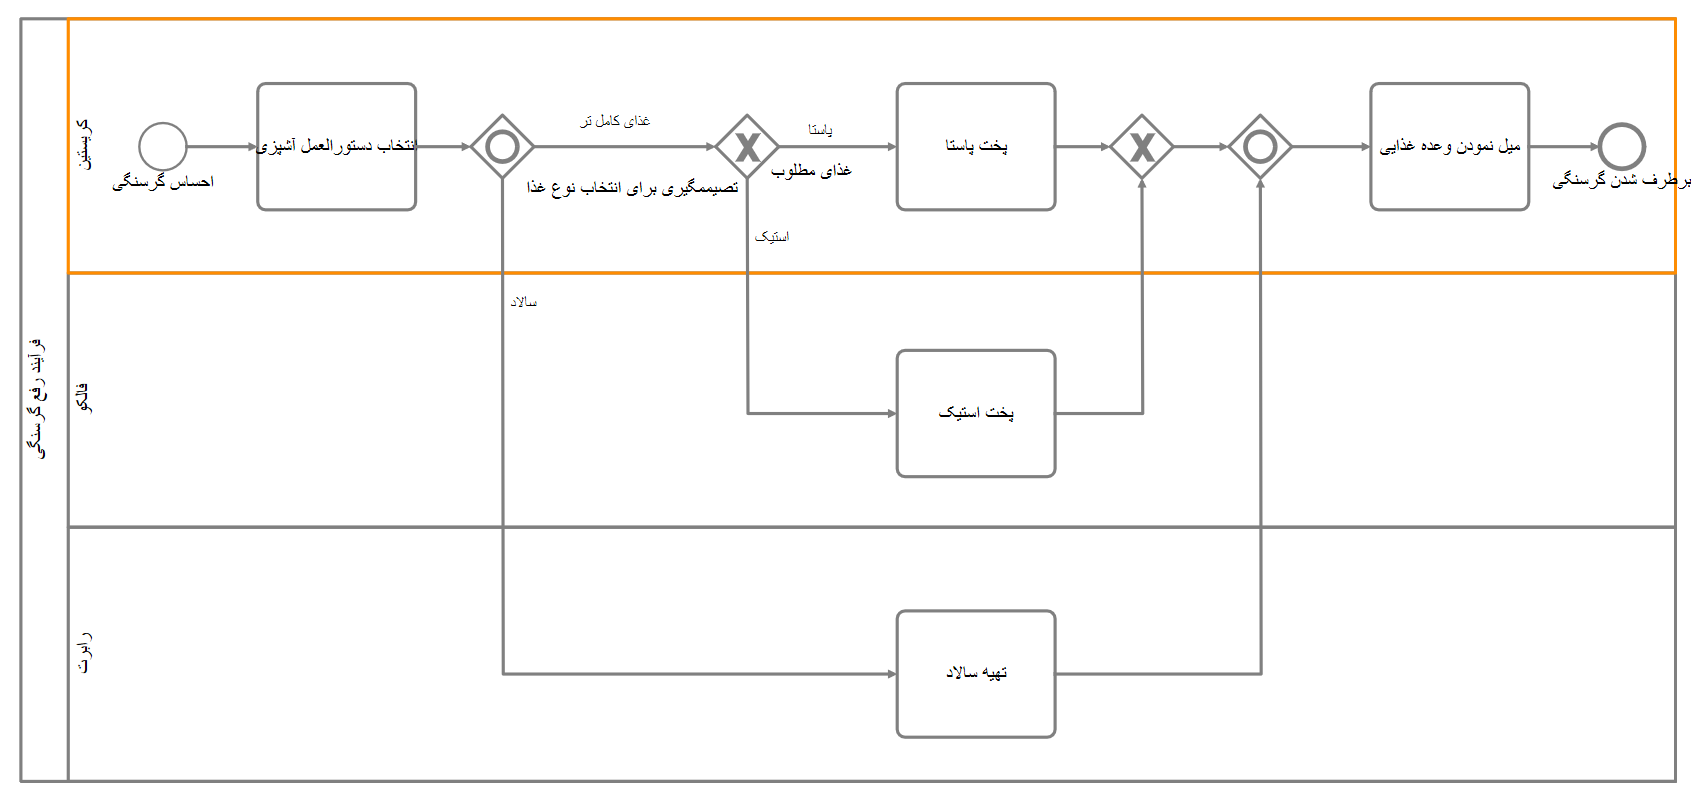 فرآیند رفع گرسنگی
کریستین
احساس گرسنگی
انتخاب دستورالعمل آشپزی
تصیممگیری برای انتخاب نوع غذا
غذای کامل تر
سالاد
غذای مطلوب
پاستا
استیک
پخت پاستا
میل نمودن وعده غذایی
برطرف شدن گرسنگی
فالکو
پخت استیک
رابرت
تهیه سالاد